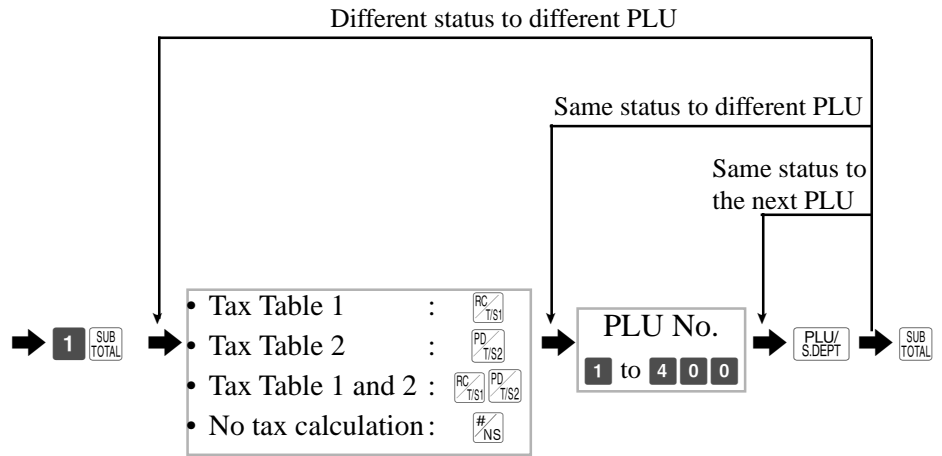 Different status to different PLU
Same status to different PLU
Same status to
the next PLU
• Tax Table 1 : RC/T/S1
• Tax Table 2 : PD/T/S2
• Tax Table 1 and 2 : RC/T/S1 PD/T/S2
• No tax calculation : #/NS
1 SUB TOTAL
PLU No.
1 to 4 0 0
PLU/ S.DEPT
SUB TOTAL